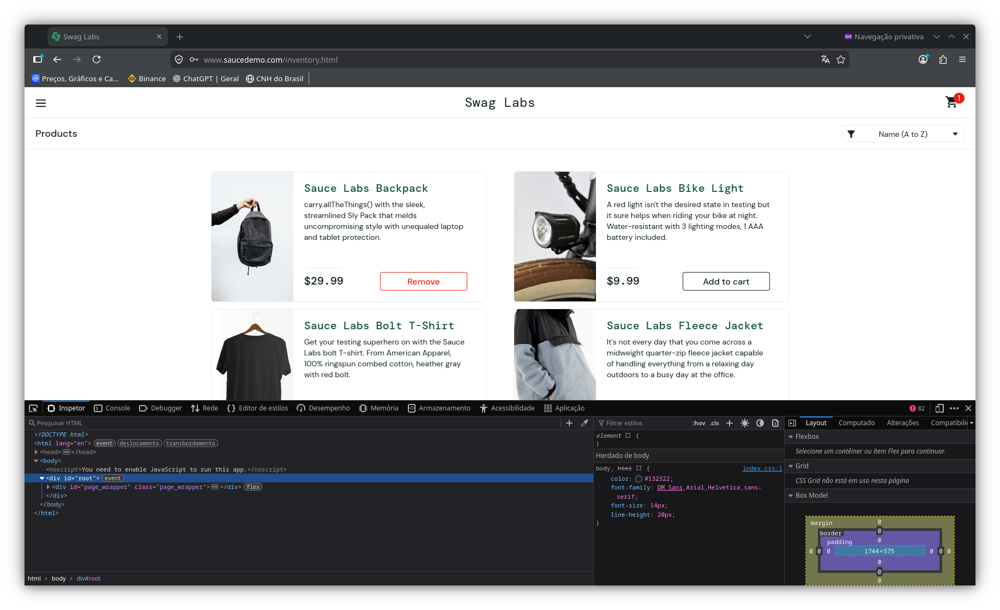 Swag Labs
Navegação privativa
www.saucedemo.com/inventory.html
Preços, Gráficos e Ca...
Binance
ChatGPT | Geral
CNH do Brasil
Swag Labs
1
Products
Name (A to Z)
Sauce Labs Backpack
carry.allTheThings() with the sleek,
streamlined Sly Pack that melds
uncompromising style with unequaled laptop
and tablet protection.
$29.99
Remove
Sauce Labs Bike Light
A red light isn't the desired state in testing but
it sure helps when riding your bike at night.
Water-resistant with 3 lighting modes, 1 AAA
battery included.
STAR UNION
$9.99
Add to cart
Sauce Labs Bolt T-Shirt
Get your testing superhero on with the Sauce
Labs bolt T-shirt. From American Apparel,
100% ringspun combed cotton, heather gray
with red bolt.
Sauce Labs Fleece Jacket
It's not every day that you come across a
midweight quarter-zip fleece jacket capable
of handling everything from a relaxing day
outdoors to a busy day at the office.
Inspetor
Console
Debugger
Rede
Editor de estilos
Desempenho
Memória
Armazenamento
Acessibilidade
Aplicação
82
Pesquisar HTML
<!DOCTYPE html>
<html lang="en"> event deslocamento transbordamento
<head> ··· </head>
<body>
<noscript>You need to enable JavaScript to run this app.</noscript>
<div id="root"> event
<div id="page_wrapper" class="page_wrapper"> ··· </div> flex
</div>
</body>
</html>
html › body › div#root
Filtrar estilos
:hov .cls
element {
}
Herdado de body
body, html { index.css:1
color: #132322;
font-family: DM Sans,Arial,Helvetica,sans-
serif;
font-size: 14px;
line-height: 20px;
}
Layout
Computado
Alterações
Compatibili
Flexbox
Selecione um contêiner ou item Flex para continuar.
Grid
CSS Grid não está em uso nesta página
Box Model
margin 0
border 0
padding 0
0 0 0 1744×575 0 0 0
0
0
0